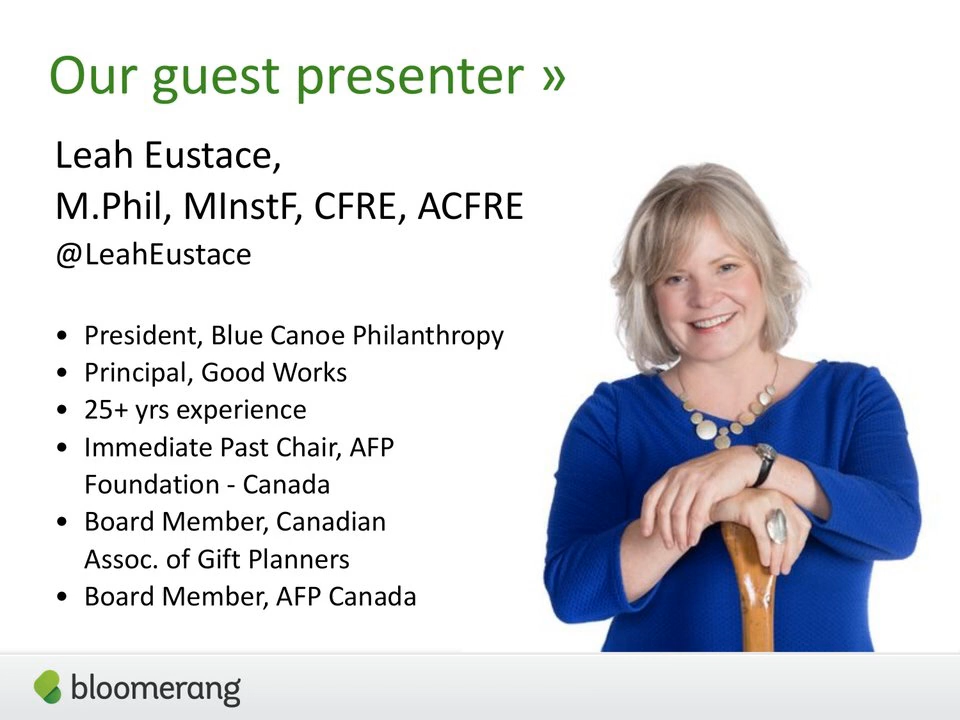 Our guest presenter »
Leah Eustace,
M.Phil, MInstF, CFRE, ACFRE
@LeahEustace
• President, Blue Canoe Philanthropy
• Principal, Good Works
• 25+ yrs experience
• Immediate Past Chair, AFP
Foundation - Canada
• Board Member, Canadian
Assoc. of Gift Planners
• Board Member, AFP Canada
bloomerang